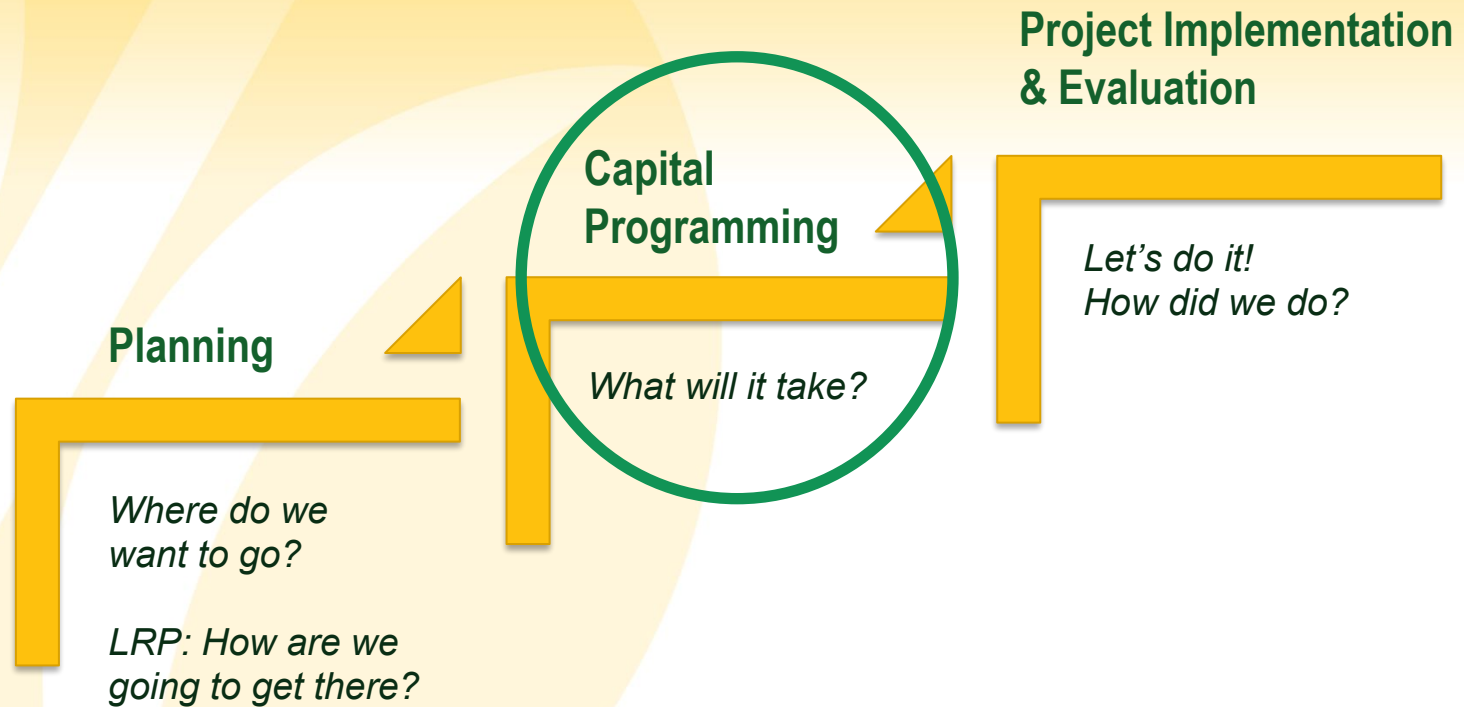 Planning
Where do we
want to go?
LRP: How are we
going to get there?
Capital
Programming
What will it take?
Project Implementation
& Evaluation
Let’s do it!
How did we do?